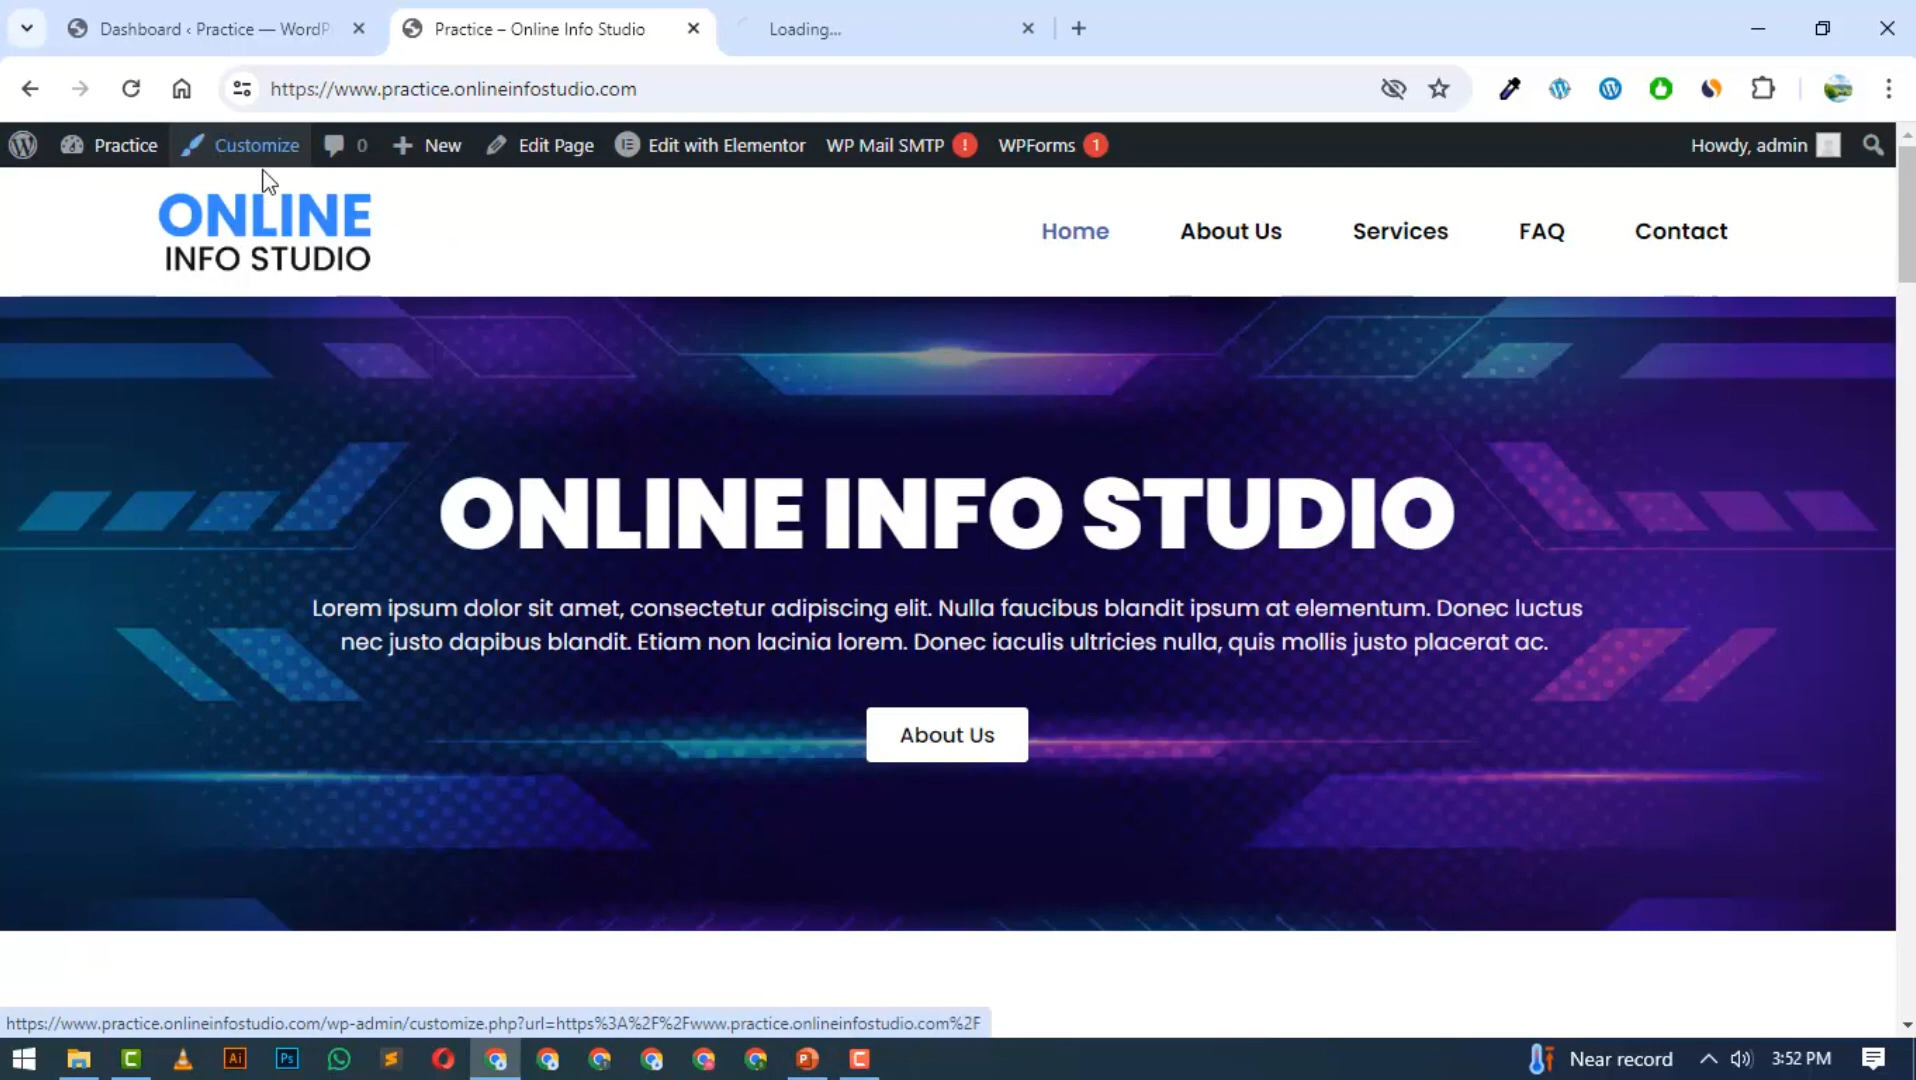 Dashboard ‹ Practice — WordP
Practice – Online Info Studio
Loading...
https://www.practice.onlineinfostudio.com
Practice
Customize
0
New
Edit Page
Edit with Elementor
WP Mail SMTP !
WPForms 1
Howdy, admin
ONLINE
INFO STUDIO
Home
About Us
Services
FAQ
Contact
ONLINE INFO STUDIO
Lorem ipsum dolor sit amet, consectetur adipiscing elit. Nulla faucibus blandit ipsum at elementum. Donec luctus
nec justo dapibus blandit. Etiam non lacinia lorem. Donec iaculis ultricies nulla, quis mollis justo placerat ac.
About Us
https://www.practice.onlineinfostudio.com/wp-admin/customize.php?url=https%3A%2F%2Fwww.practice.onlineinfostudio.com%2F
Near record
3:52 PM